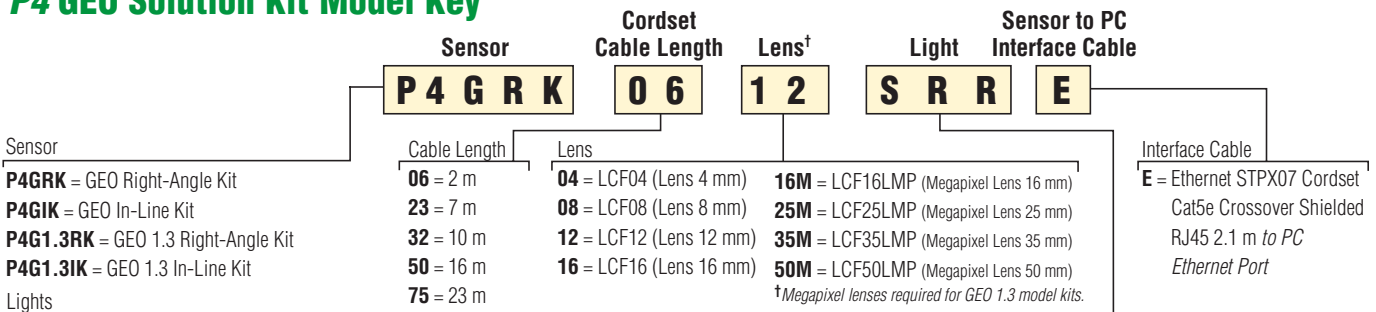 P4 GEO Solution Kit Model Key
Sensor
Cordset
Cable Length
Lens†
Light
Sensor to PC
Interface Cable
P4GRK
06
12
SRR
E
Sensor
P4GRK = GEO Right-Angle Kit
P4GIK = GEO In-Line Kit
P4G1.3RK = GEO 1.3 Right-Angle Kit
P4G1.3IK = GEO 1.3 In-Line Kit
Lights
Cable Length
06 = 2 m
23 = 7 m
32 = 10 m
50 = 16 m
75 = 23 m
Lens
04 = LCF04 (Lens 4 mm)
08 = LCF08 (Lens 8 mm)
12 = LCF12 (Lens 12 mm)
16 = LCF16 (Lens 16 mm)
16M = LCF16LMP (Megapixel Lens 16 mm)
25M = LCF25LMP (Megapixel Lens 25 mm)
35M = LCF35LMP (Megapixel Lens 35 mm)
50M = LCF50LMP (Megapixel Lens 50 mm)
†Megapixel lenses required for GEO 1.3 model kits.
Interface Cable
E = Ethernet STPX07 Cordset
Cat5e Crossover Shielded
RJ45 2.1 m to PC
Ethernet Port